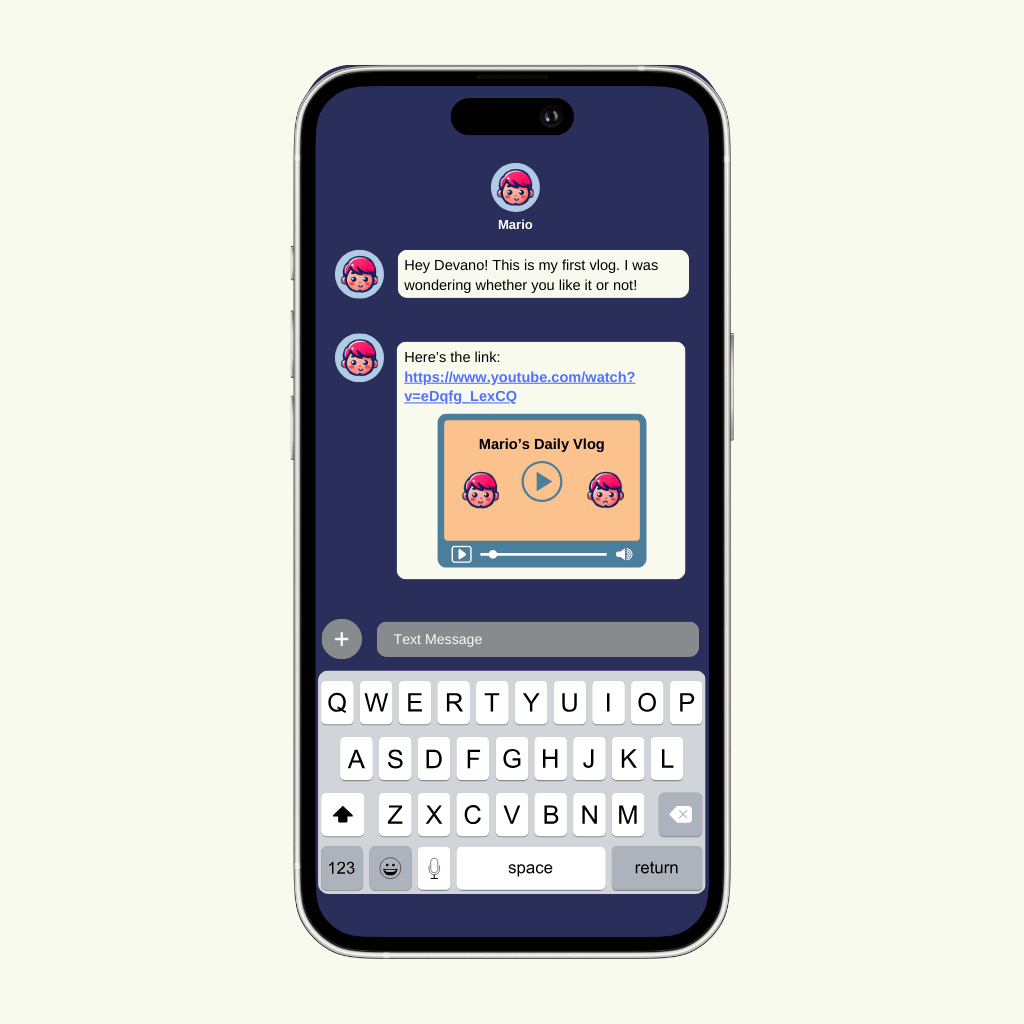 Mario
Hey Devano! This is my first vlog. I was
wondering whether you like it or not!
Here’s the link:
https://www.youtube.com/watch?
v=eDqfg_LexCQ
Mario’s Daily Vlog
+
Text Message
Q W E R T Y U I O P
A S D F G H J K L
Z X C V B N M
123 space return